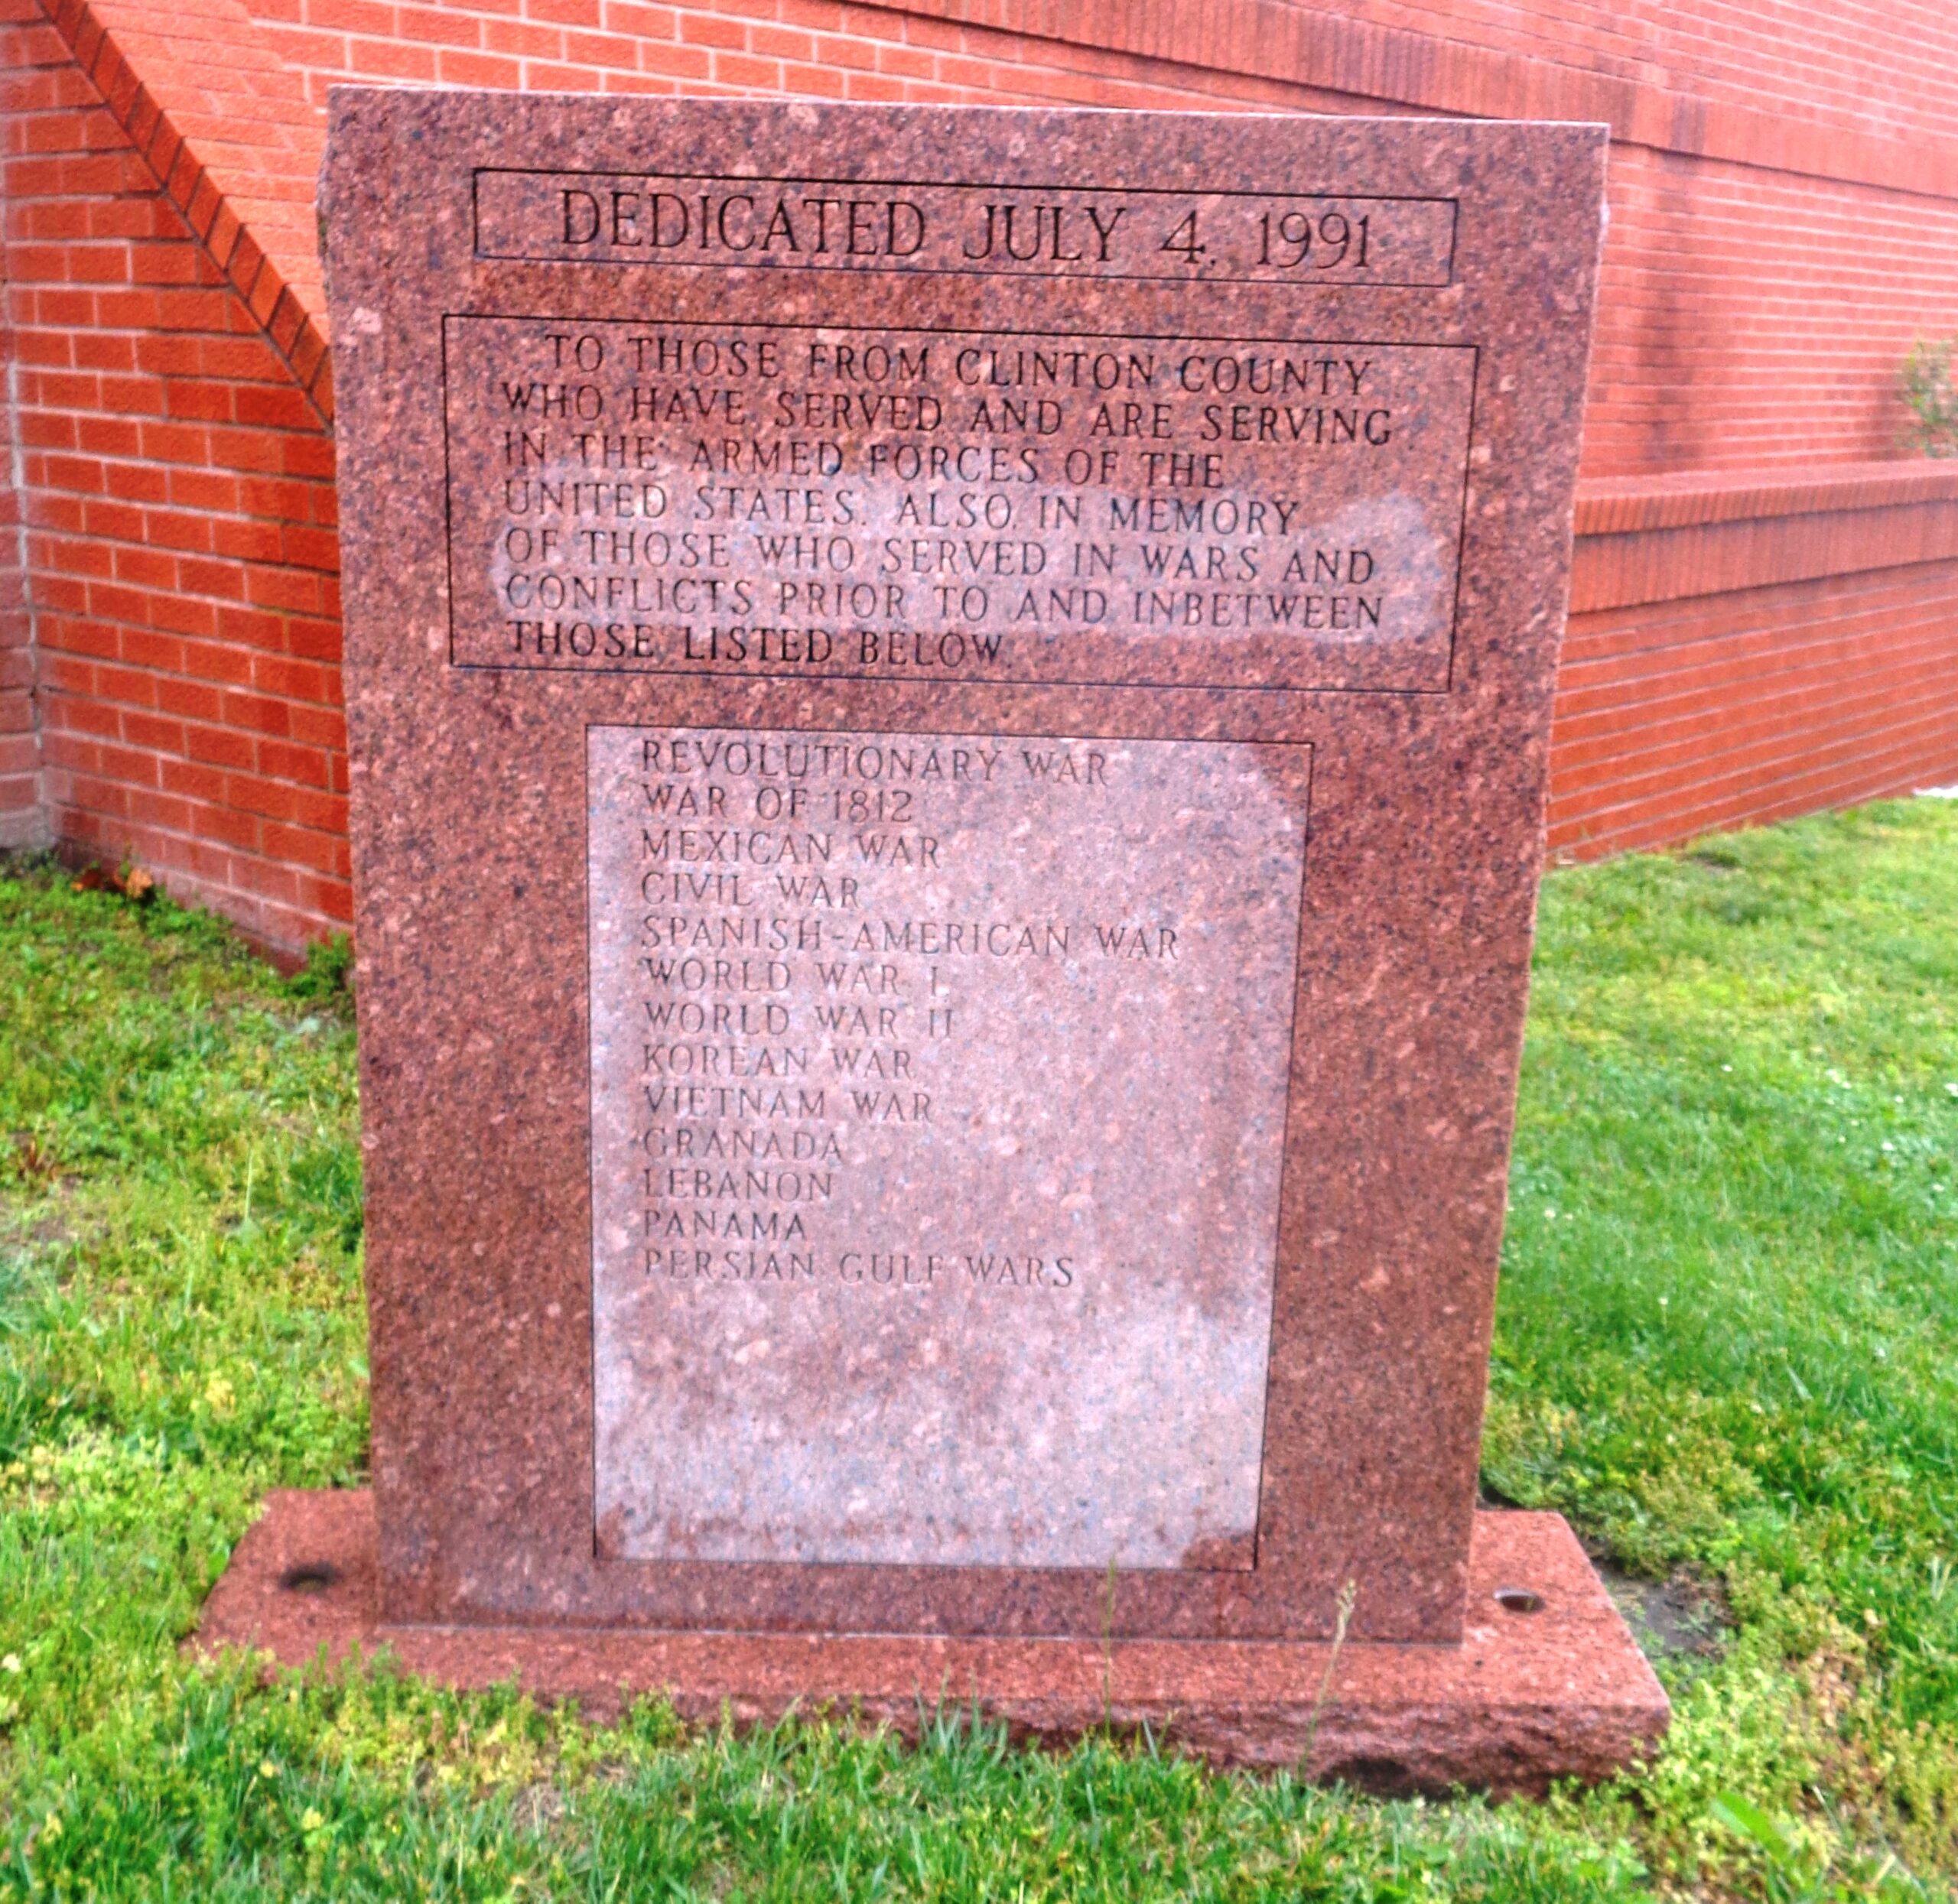 DEDICATED JULY 4, 1991
TO THOSE FROM CLINTON COUNTY
WHO HAVE SERVED AND ARE SERVING
IN THE ARMED FORCES OF THE
UNITED STATES. ALSO IN MEMORY
OF THOSE WHO SERVED IN WARS AND
CONFLICTS PRIOR TO AND INBETWEEN
THOSE LISTED BELOW.
REVOLUTIONARY WAR
WAR OF 1812
MEXICAN WAR
CIVIL WAR
SPANISH-AMERICAN WAR
WORLD WAR I
WORLD WAR II
KOREAN WAR
VIETNAM WAR
GRANADA
LEBANON
PANAMA
PERSIAN GULF WARS